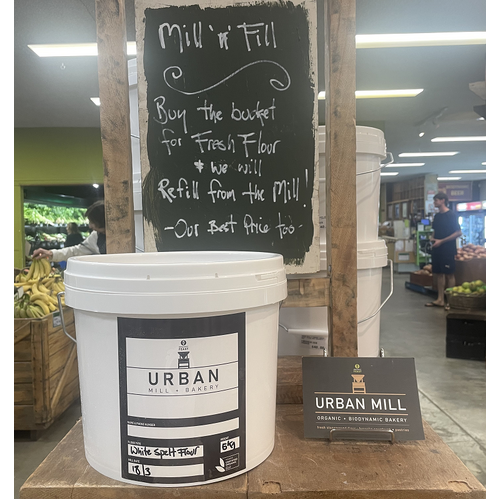 Mill 'n' Fill
Buy the bucket
for Fresh Flour
+ we will
Refill from the Mill!
- Our Best Price too -
URBAN
MILL + BAKERY
White Spelt Flour
5kg
18/3
URBAN MILL
ORGANIC + BIODYNAMIC BAKERY